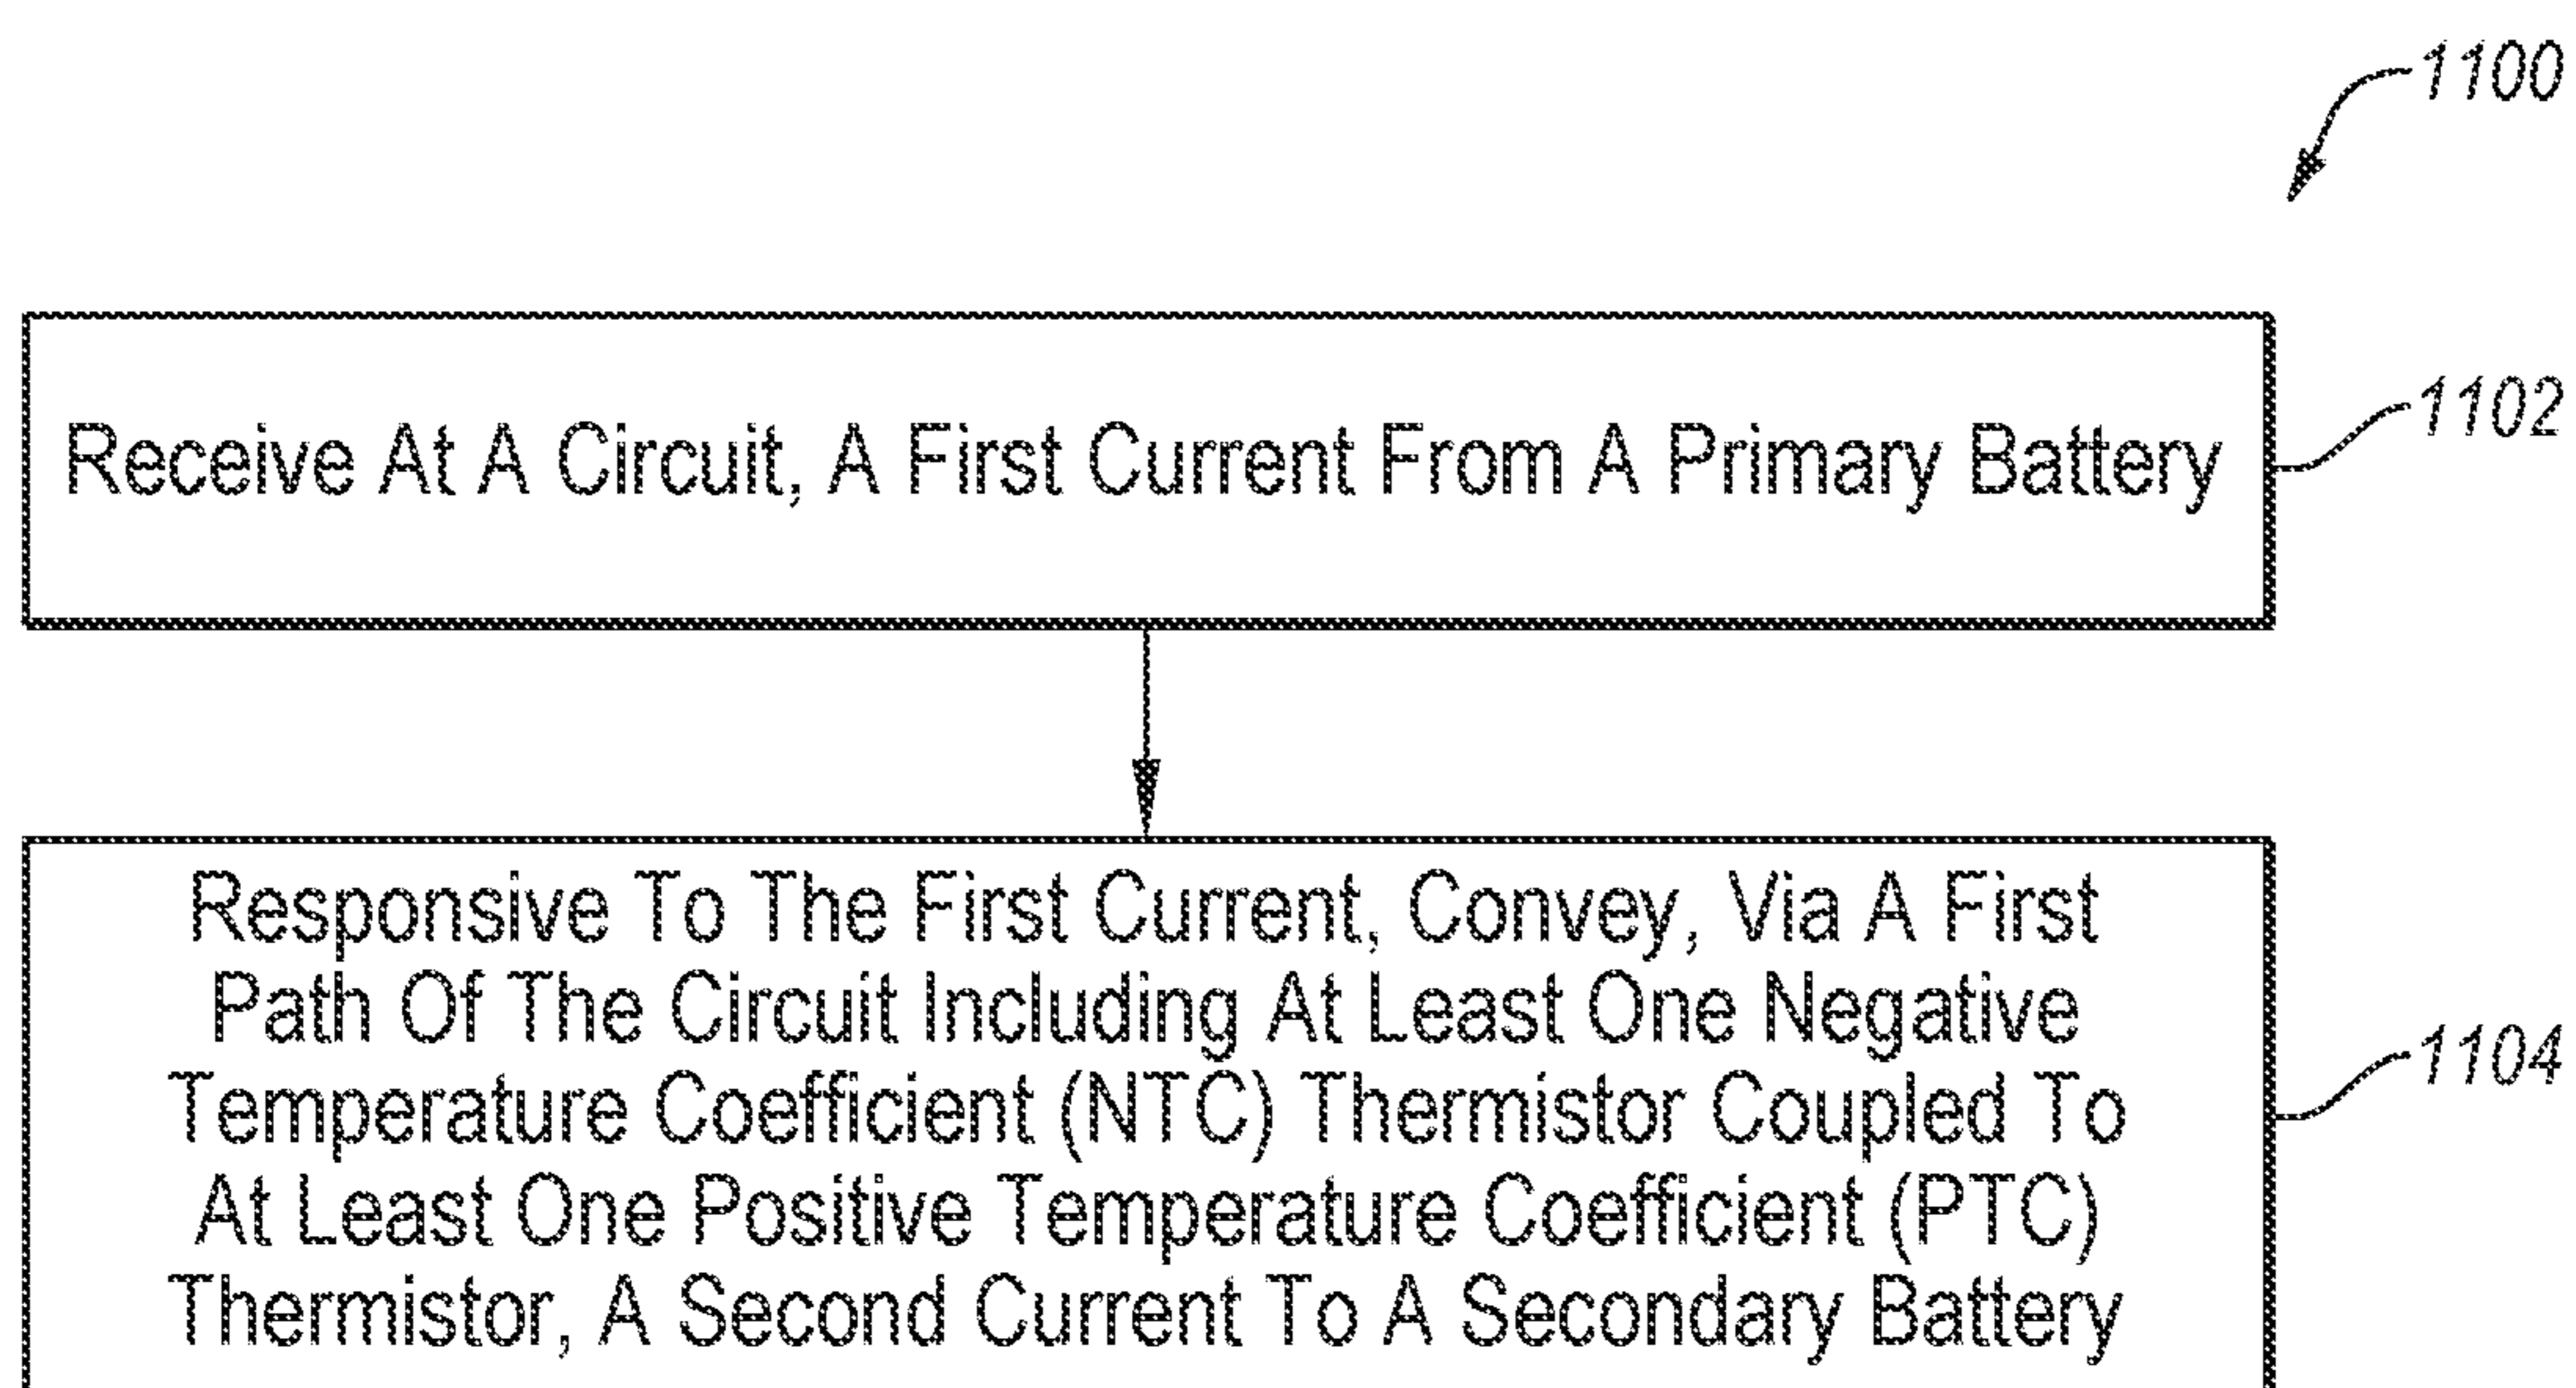 1100
Receive At A Circuit, A First Current From A Primary Battery
1102
Responsive To The First Current, Convey, Via A First
Path Of The Circuit Including At Least One Negative
Temperature Coefficient (NTC) Thermistor Coupled To
At Least One Positive Temperature Coefficient (PTC)
Thermistor, A Second Current To A Secondary Battery
1104